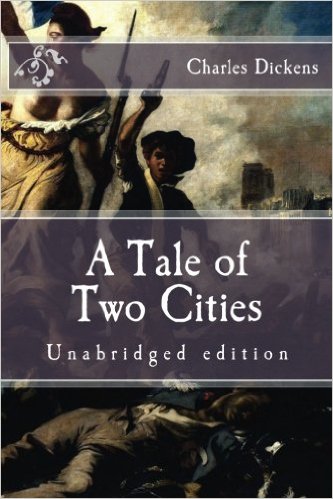 Charles Dickens
A Tale of
Two Cities
Unabridged edition